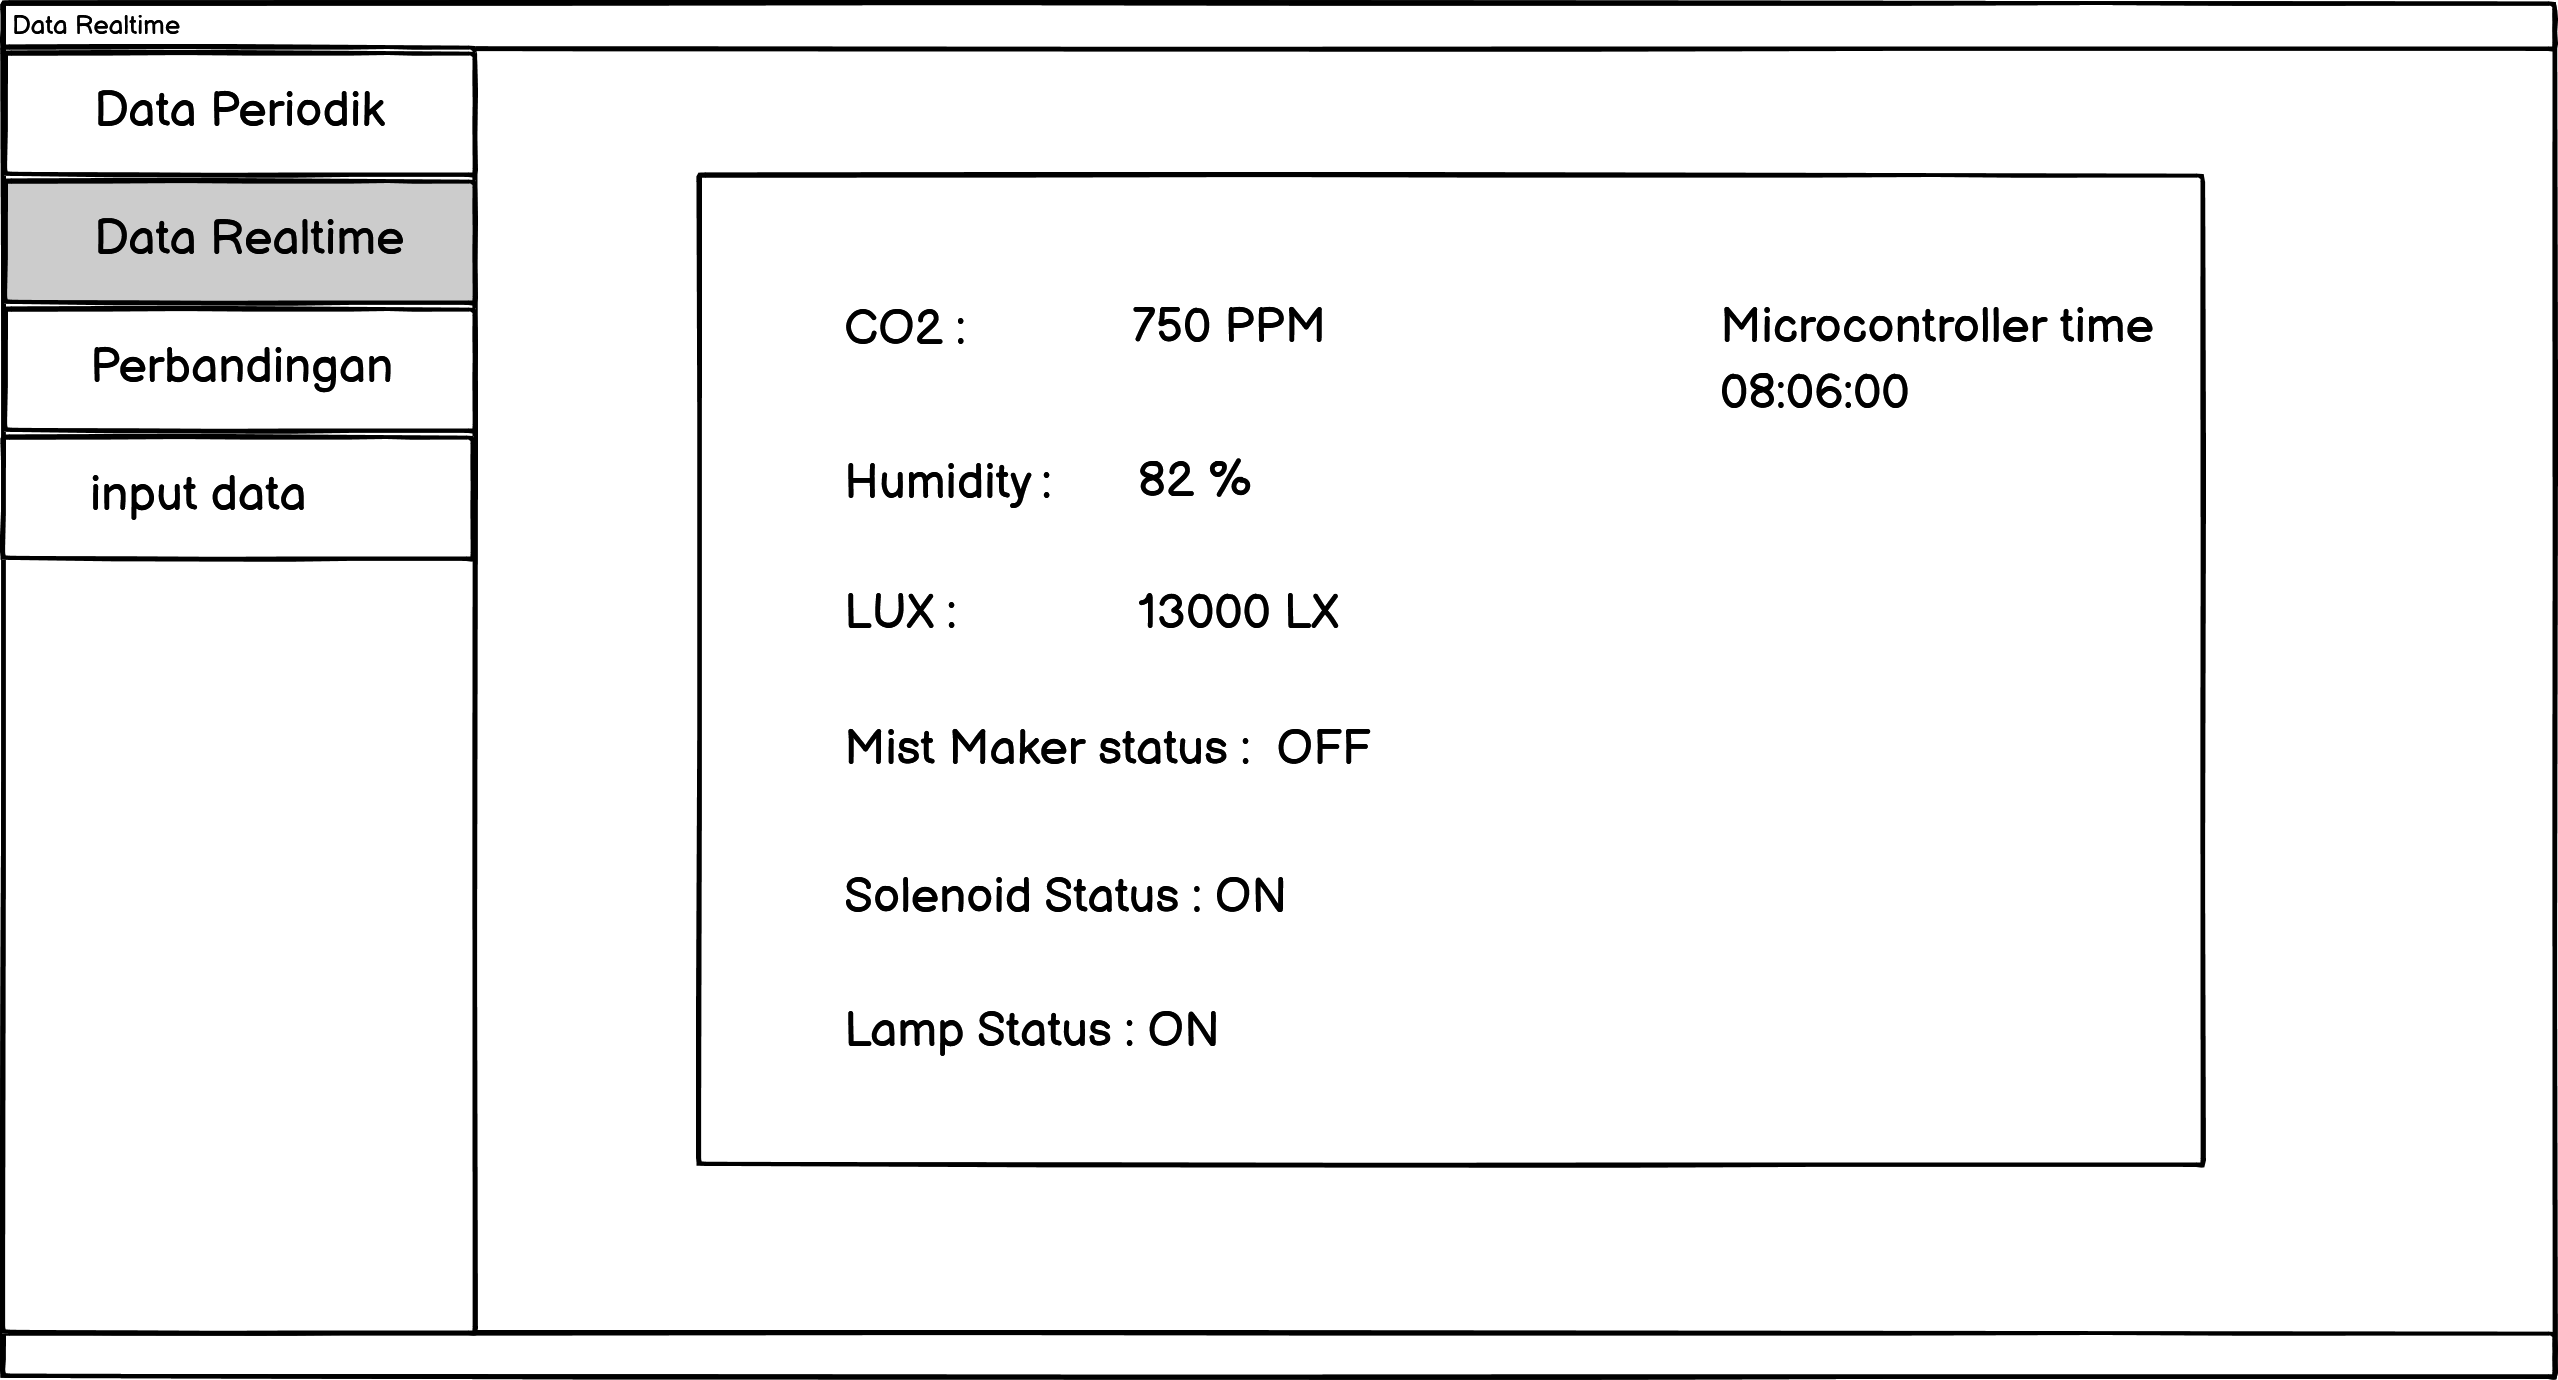 Data Realtime
Data Periodik
Data Realtime
Perbandingan
input data
CO2 : 750 PPM
Humidity : 82 %
LUX : 13000 LX
Mist Maker status : OFF
Solenoid Status : ON
Lamp Status : ON
Microcontroller time
08:06:00